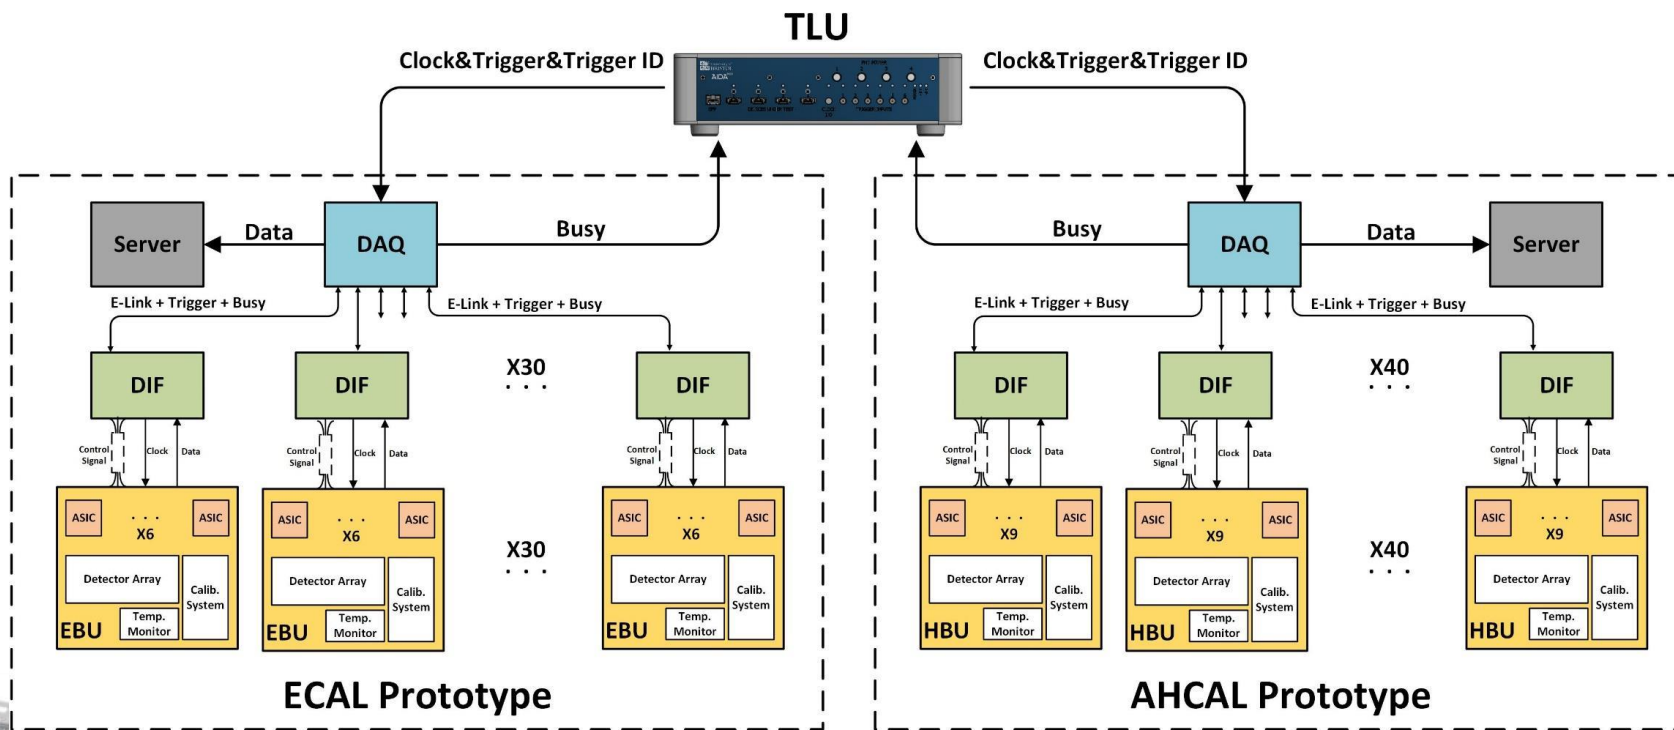 TLU
Clock&Trigger&Trigger ID
Clock&Trigger&Trigger ID
AIDA
Server
Data
DAQ
Busy
E-Link + Trigger + Busy
E-Link + Trigger + Busy
DIF
DIF
X30
. . .
DIF
Control
Signal
Clock
Data
Control
Signal
Clock
Data
Control
Signal
Clock
Data
ASIC
. . .
X6
ASIC
Detector Array
Calib.
System
Temp.
Monitor
EBU
ASIC
. . .
X6
ASIC
Detector Array
Calib.
System
Temp.
Monitor
EBU
X30
. . .
ASIC
. . .
X6
ASIC
Detector Array
Calib.
System
Temp.
Monitor
EBU
ECAL Prototype
Busy
DAQ
Data
Server
E-Link + Trigger + Busy
E-Link + Trigger + Busy
DIF
DIF
X40
. . .
DIF
Control
Signal
Clock
Data
Control
Signal
Clock
Data
Control
Signal
Clock
Data
ASIC
. . .
X9
ASIC
Detector Array
Calib.
System
Temp.
Monitor
HBU
ASIC
. . .
X9
ASIC
Detector Array
Calib.
System
Temp.
Monitor
HBU
X40
. . .
ASIC
. . .
X9
ASIC
Detector Array
Calib.
System
Temp.
Monitor
HBU
AHCAL Prototype